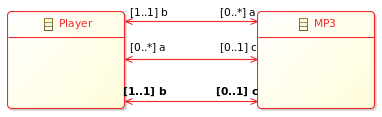 Player
[1..1] b
[0..*] a
MP3
[0..*] a
[0..1] c
[1..1] b
[0..1] c